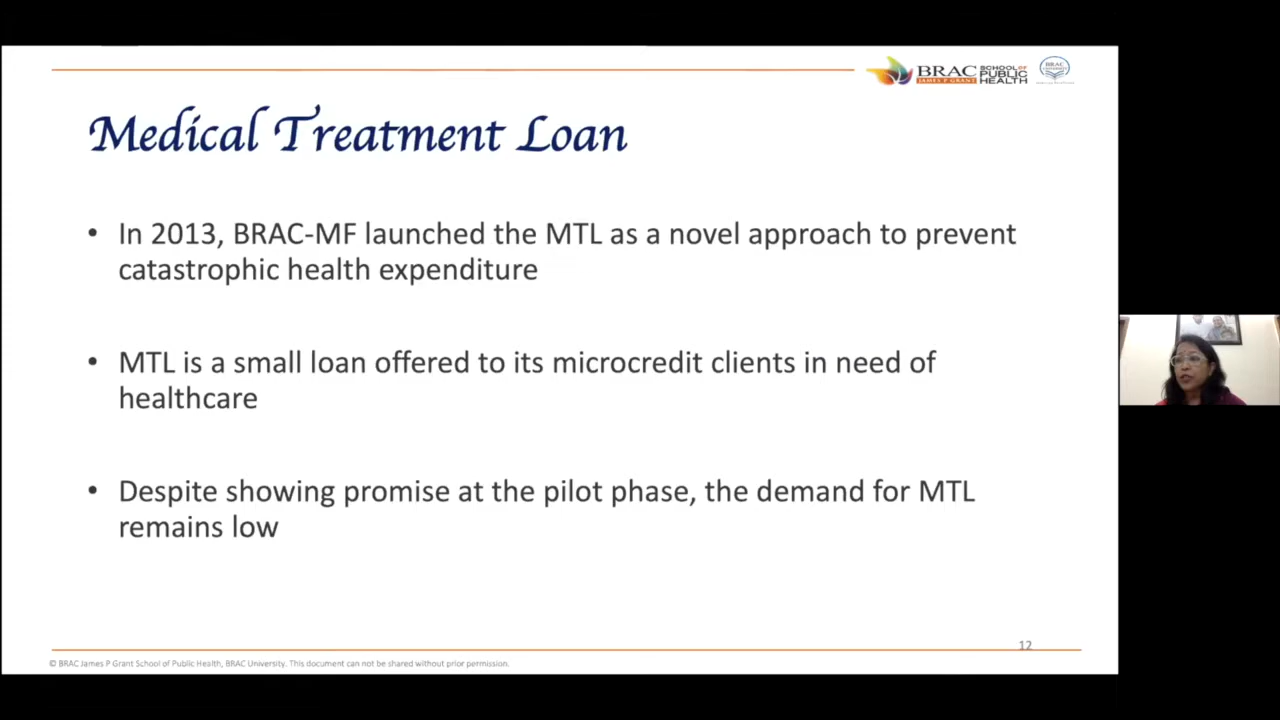 BRAC SCHOOL OF PUBLIC HEALTH
JAMES P GRANT
BRAC UNIVERSITY
Medical Treatment Loan
• In 2013, BRAC-MF launched the MTL as a novel approach to prevent
catastrophic health expenditure
• MTL is a small loan offered to its microcredit clients in need of
healthcare
• Despite showing promise at the pilot phase, the demand for MTL
remains low
12
© BRAC James P Grant School of Public Health, BRAC University. This document can not be shared without prior permission.